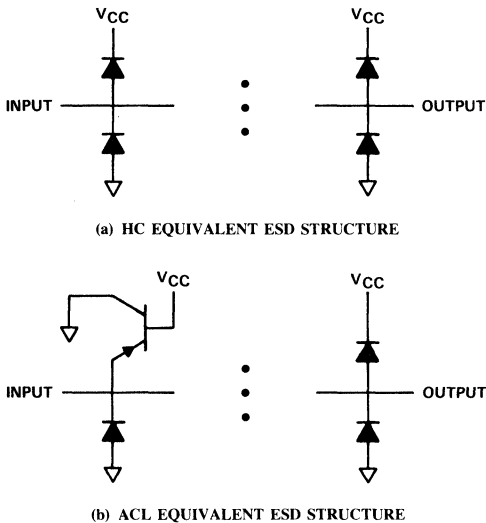 VCC VCC
INPUT OUTPUT
(a) HC EQUIVALENT ESD STRUCTURE
VCC VCC
INPUT OUTPUT
(b) ACL EQUIVALENT ESD STRUCTURE